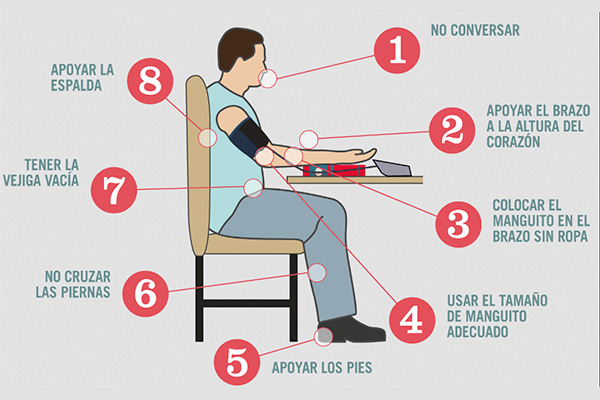 1
NO CONVERSAR
2
APOYAR EL BRAZO
A LA ALTURA DEL
CORAZÓN
3
COLOCAR EL
MANGUITO EN EL
BRAZO SIN ROPA
4
USAR EL TAMAÑO
DE MANGUITO
ADECUADO
5
APOYAR LOS PIES
6
NO CRUZAR
LAS PIERNAS
7
TENER LA
VEJIGA VACÍA
8
APOYAR LA
ESPALDA